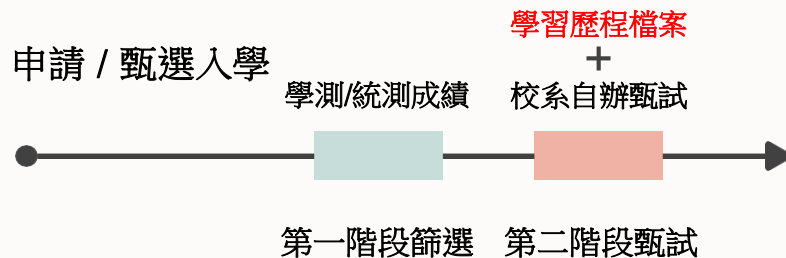 申請 / 甄選入學
學測/統測成績
學習歷程檔案
+
校系自辦甄試
第一階段篩選
第二階段甄試